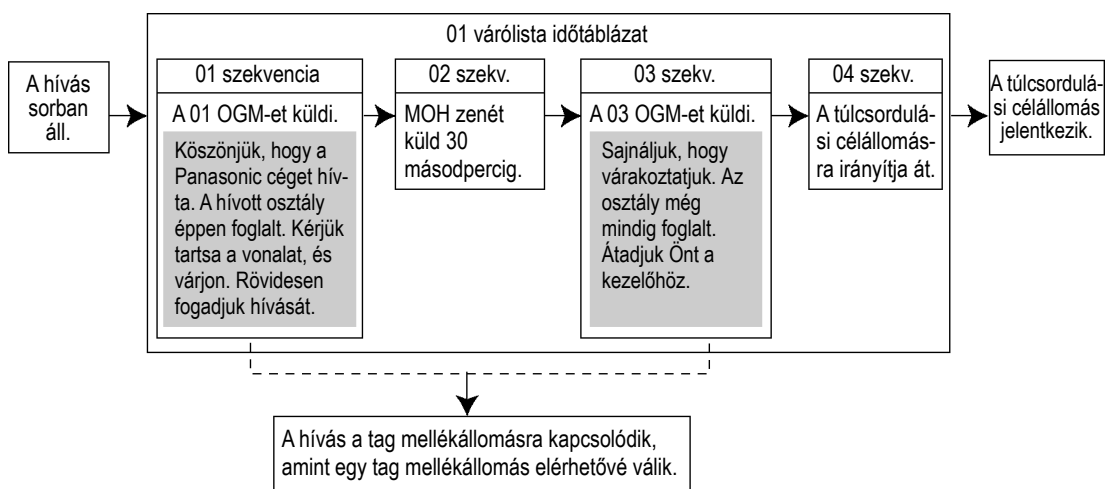 01 várólista időtáblázat
A hívás
sorban
áll.
01 szekvencia
A 01 OGM-et küldi.
Köszönjük, hogy a
Panasonic céget hív-
ta. A hívott osztály
éppen foglalt. Kérjük
tartsa a vonalat, és
várjon. Rövidesen
fogadjuk hívását.
02 szekv.
MOH zenét
küld 30
másodpercig.
03 szekv.
A 03 OGM-et küldi.
Sajnáljuk, hogy
várakoztatjuk. Az
osztály még
mindig foglalt.
Átadjuk Önt a
kezelőhöz.
04 szekv.
A túlcsordulá-
si célállomás-
ra irányítja át.
A túlcsordulá-
si célállomás
jelentkezik.
A hívás a tag mellékállomásra kapcsolódik,
amint egy tag mellékállomás elérhetővé válik.